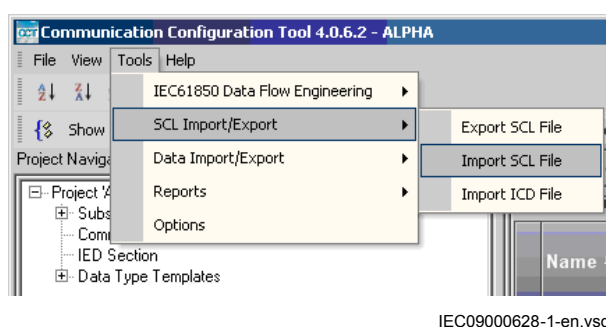 Communication Configuration Tool 4.0.6.2 - ALPHA
File View Tools Help
IEC61850 Data Flow Engineering
Show
SCL Import/Export
Export SCL File
Project Naviga
Data Import/Export
Import SCL File
Project 'A
Reports
Import ICD File
Subs
Options
Com
IED Section
Name
Data Type Templates
IEC09000628-1-en.vsd